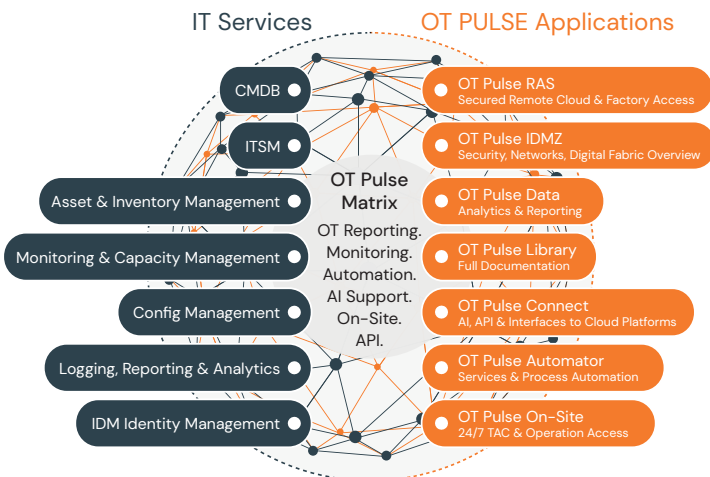 IT Services
OT PULSE Applications
CMDB
ITSM
Asset & Inventory Management
Monitoring & Capacity Management
Config Management
Logging, Reporting & Analytics
IDM Identity Management
OT Pulse
Matrix
OT Reporting.
Monitoring.
Automation.
AI Support.
On-Site.
API.
OT Pulse RAS
Secured Remote Cloud & Factory Access
OT Pulse IDMZ
Security, Networks, Digital Fabric Overview
OT Pulse Data
Analytics & Reporting
OT Pulse Library
Full Documentation
OT Pulse Connect
AI, API & Interfaces to Cloud Platforms
OT Pulse Automator
Services & Process Automation
OT Pulse On-Site
24/7 TAC & Operation Access